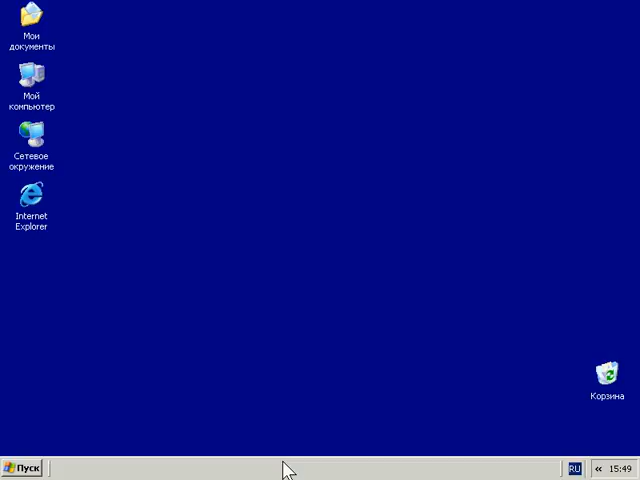 Мои
документы
Мой
компьютер
Сетевое
окружение
Internet
Explorer
Корзина
Пуск
RU
« 15:49